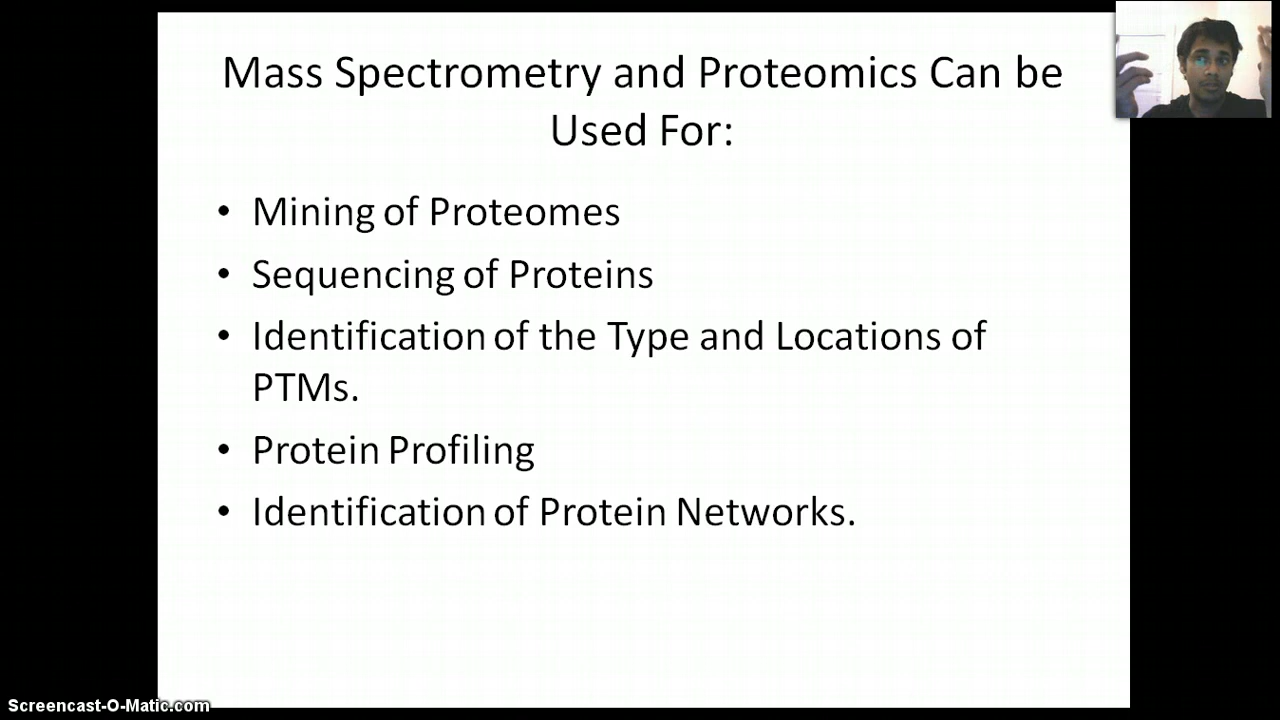 Mass Spectrometry and Proteomics Can be
Used For:
• Mining of Proteomes
• Sequencing of Proteins
• Identification of the Type and Locations of
PTMs.
• Protein Profiling
• Identification of Protein Networks.
Screencast-O-Matic.com